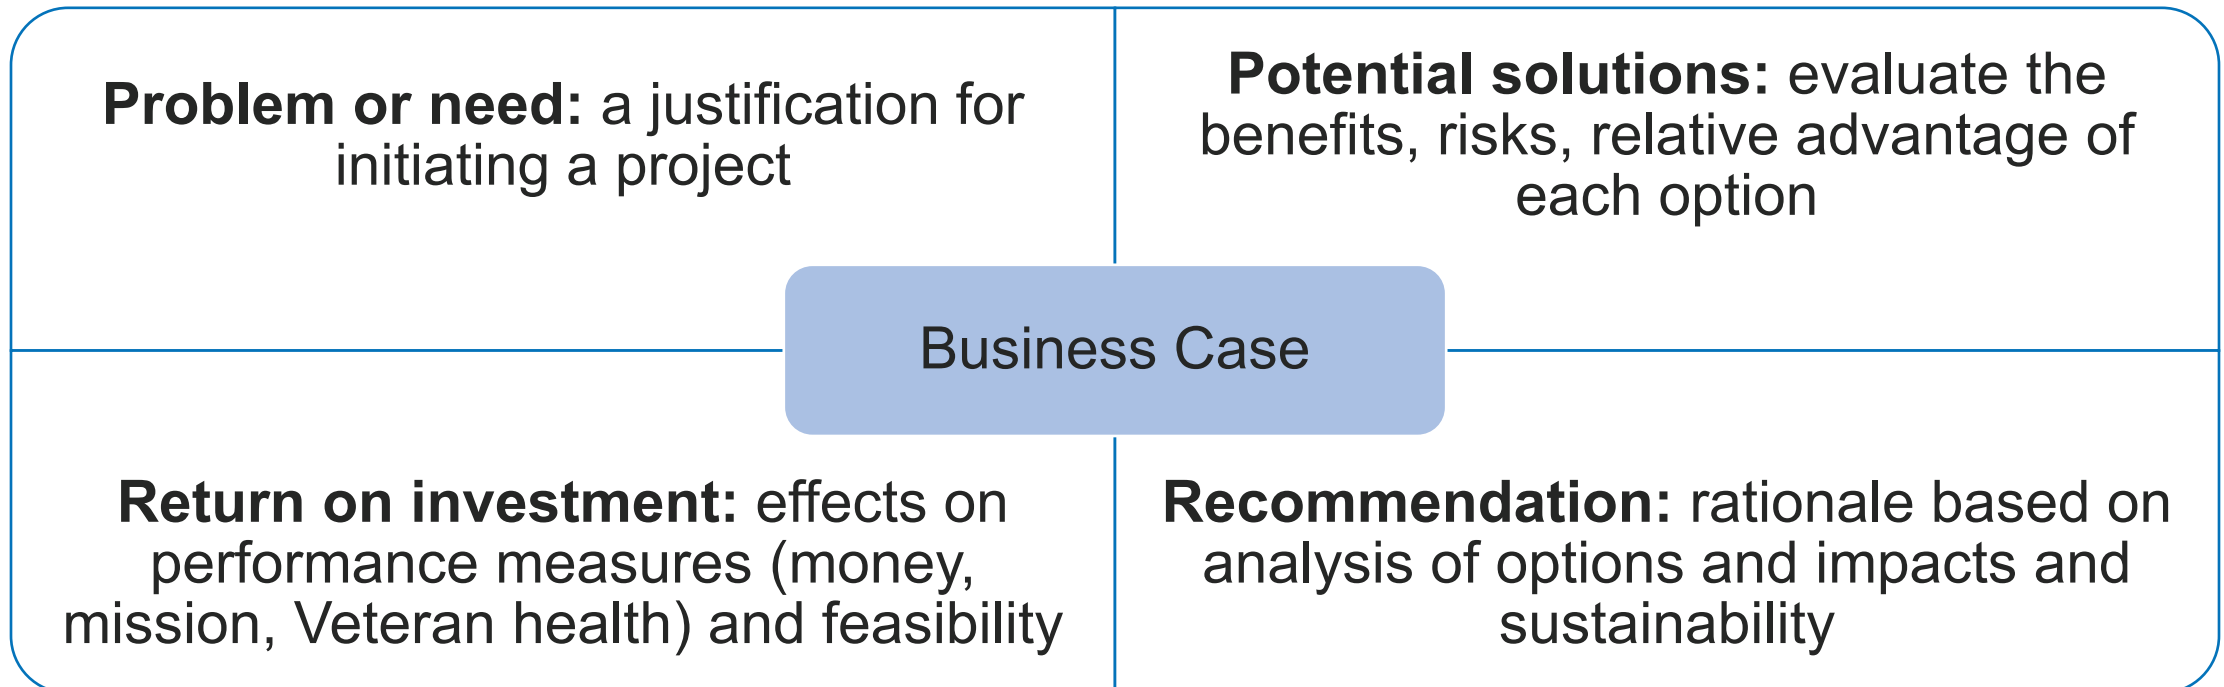 Problem or need: a justification for
initiating a project
Potential solutions: evaluate the
benefits, risks, relative advantage of
each option
Business Case
Return on investment: effects on
performance measures (money,
mission, Veteran health) and feasibility
Recommendation: rationale based on
analysis of options and impacts and
sustainability